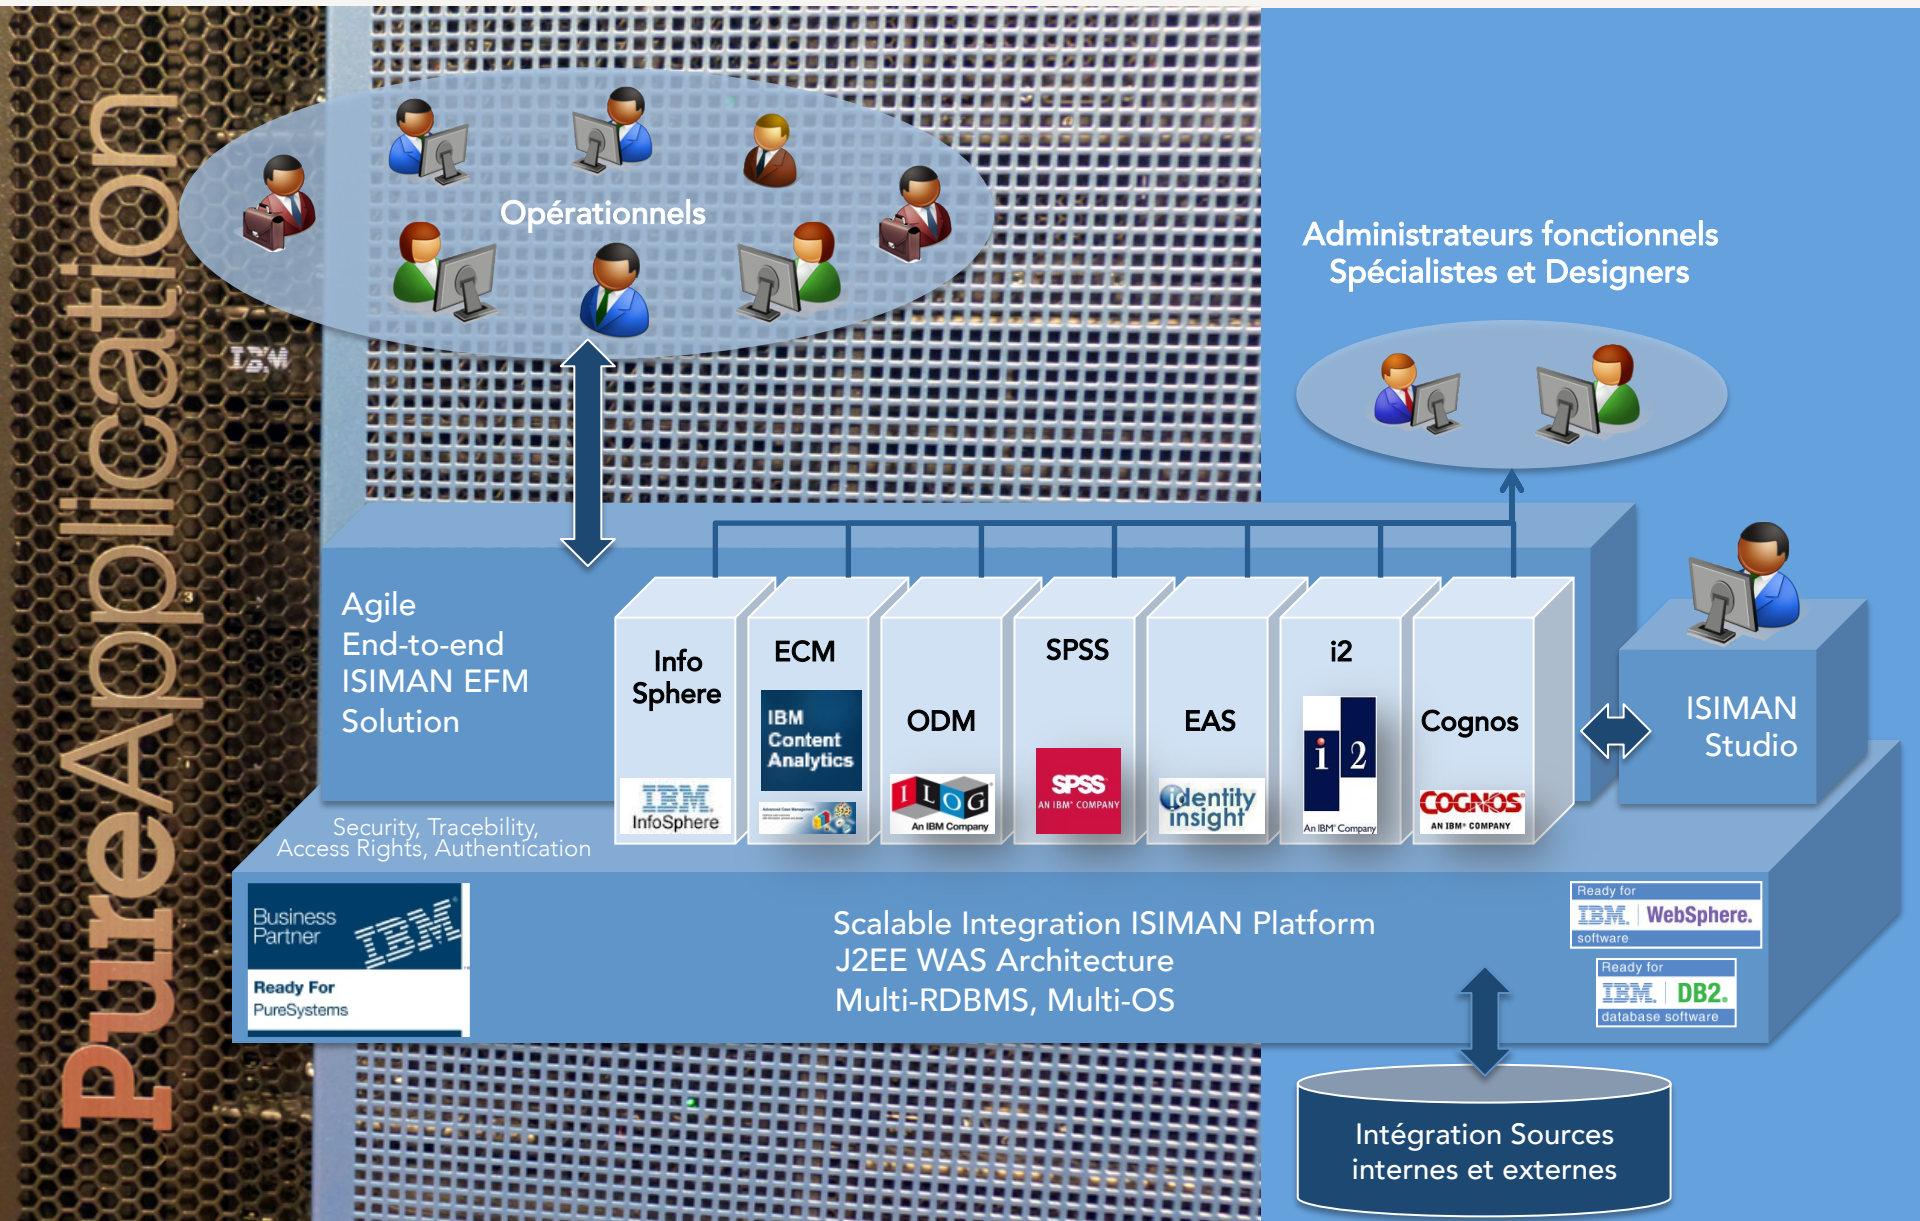 PureApplication
IBM
Opérationnels
Administrateurs fonctionnels
Spécialistes et Designers
Agile
End-to-end
ISIMAN EFM
Solution
Info
Sphere
IBM.
InfoSphere
ECM
IBM
Content
Analytics
Advanced Case Management
ODM
ILOG
An IBM Company
SPSS
SPSS
AN IBM® COMPANY
EAS
identity
insight
i2
i2
An IBM® Company
Cognos
COGNOS
AN IBM® COMPANY
ISIMAN
Studio
Security, Tracebility,
Access Rights, Authentication
Business
Partner
IBM
Ready For
PureSystems
Scalable Integration ISIMAN Platform
J2EE WAS Architecture
Multi-RDBMS, Multi-OS
Ready for
IBM. WebSphere.
software
Ready for
IBM. DB2.
database software
Intégration Sources
internes et externes